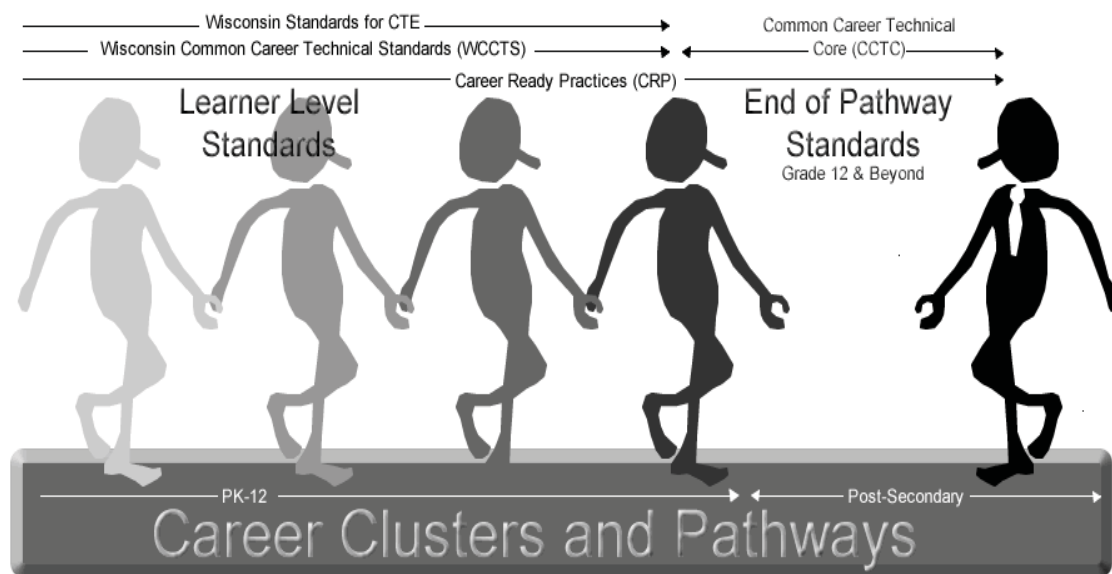 Wisconsin Standards for CTE
Common Career Technical
Wisconsin Common Career Technical Standards (WCCTS)
Core (CCTC)
Career Ready Practices (CRP)
Learner Level
Standards
End of Pathway
Standards
Grade 12 & Beyond
PK-12
Post-Secondary
Career Clusters and Pathways